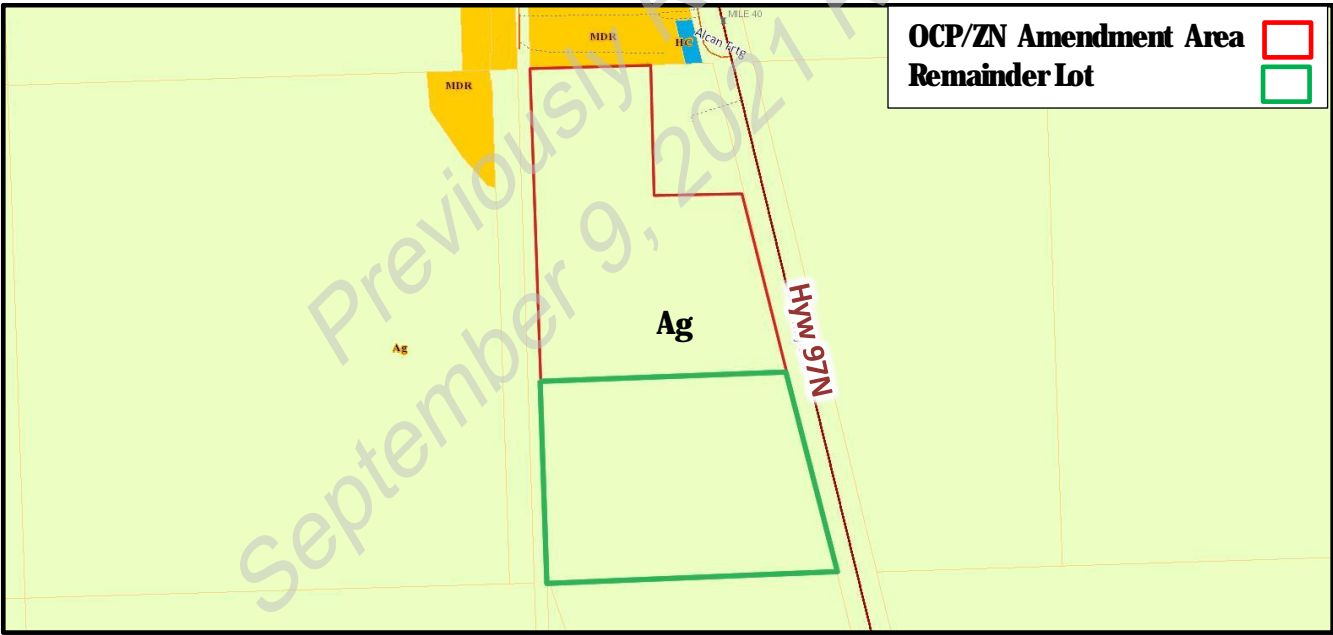 MILE 40
OCP/ZN Amendment Area
Remainder Lot
MDR
HC
Alcan Frtg
MDR
Previously R
September 9, 2021 R
Hyw 97N
Ag
Ag